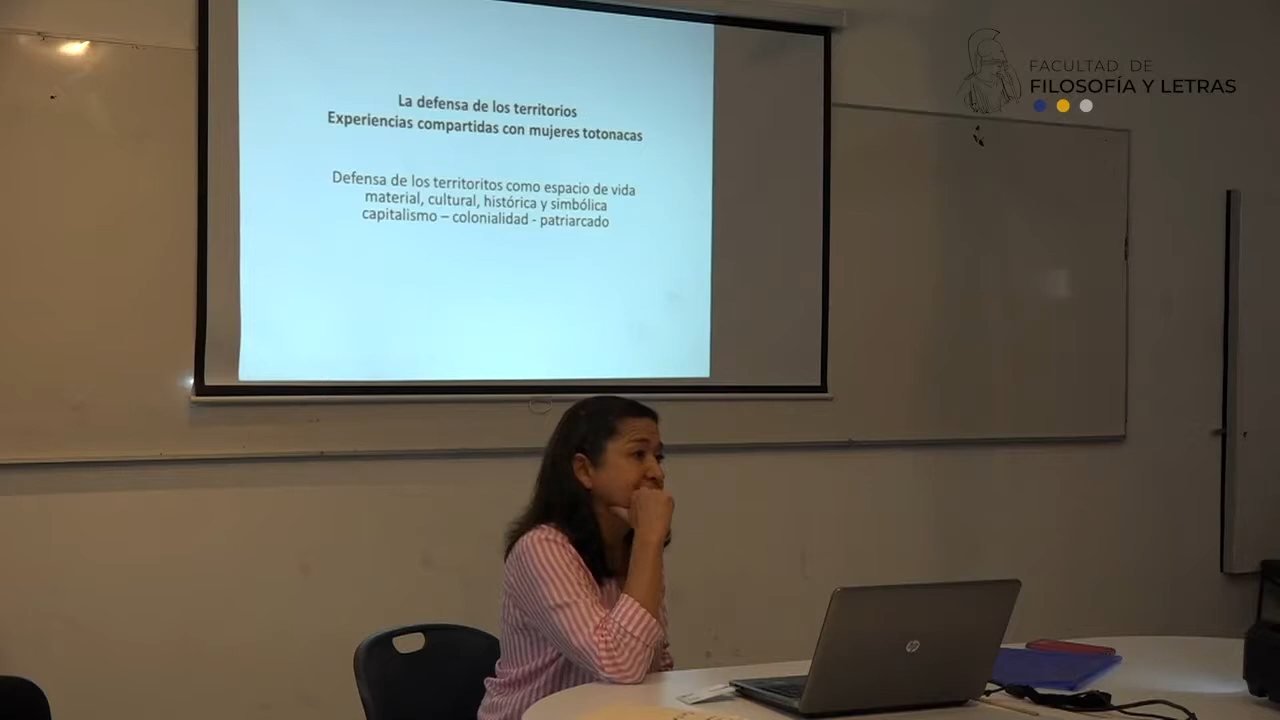 La defensa de los territorios
Experiencias compartidas con mujeres totonacas
Defensa de los territoritos como espacio de vida
material, cultural, histórica y simbólica
capitalismo – colonialidad - patriarcado
FACULTAD DE
FILOSOFÍA Y LETRAS
hp